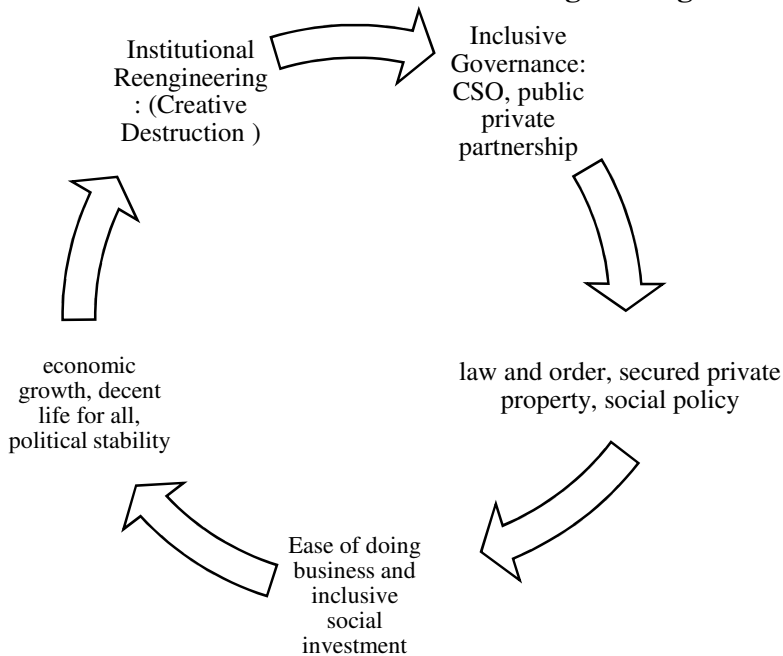 Institutional
Reengineering
: (Creative
Destruction )
Inclusive
Governance:
CSO, public
private
partnership
law and order, secured private
property, social policy
Ease of doing
business and
inclusive
social
investment
economic
growth, decent
life for all,
political stability